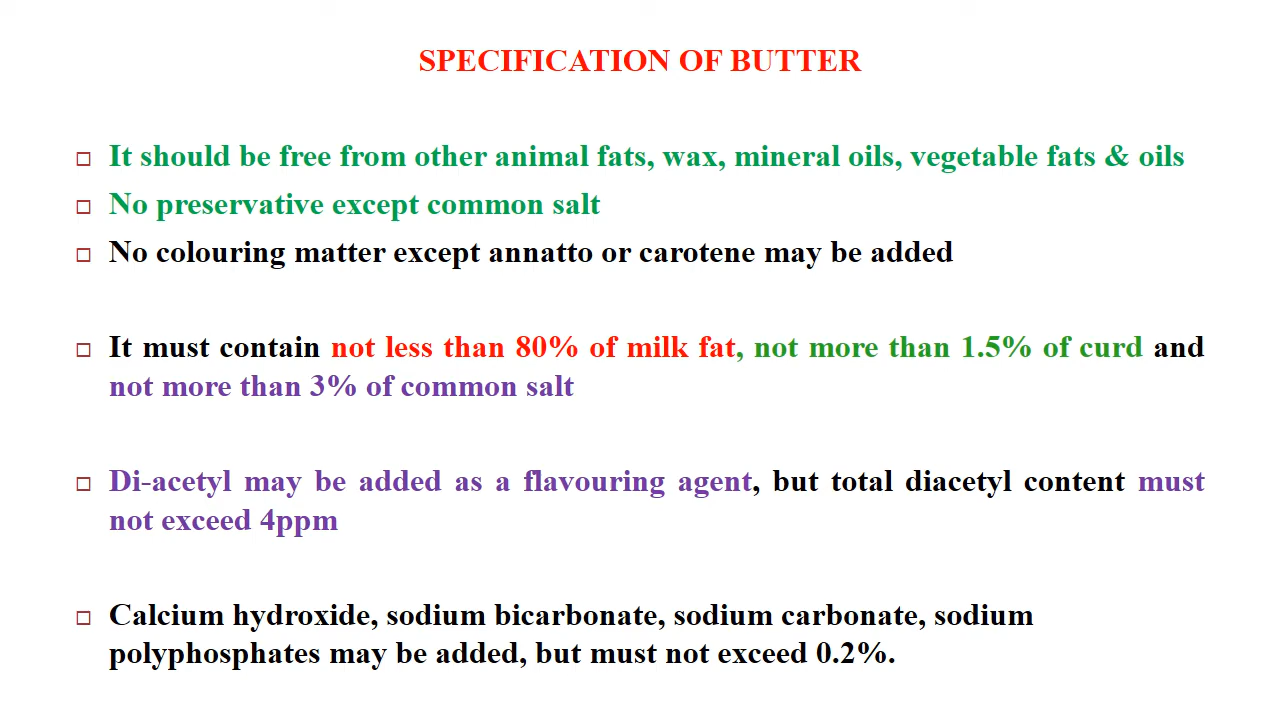 SPECIFICATION OF BUTTER
It should be free from other animal fats, wax, mineral oils, vegetable fats & oils
No preservative except common salt
No colouring matter except annatto or carotene may be added
It must contain not less than 80% of milk fat, not more than 1.5% of curd and
not more than 3% of common salt
Di-acetyl may be added as a flavouring agent, but total diacetyl content must
not exceed 4ppm
Calcium hydroxide, sodium bicarbonate, sodium carbonate, sodium
polyphosphates may be added, but must not exceed 0.2%.